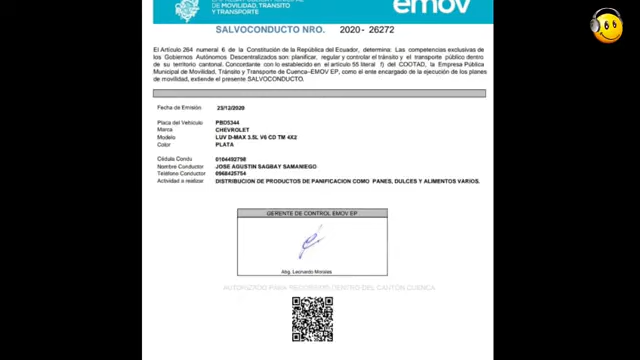 DE MOVILIDAD, TRÁNSITO
Y TRANSPORTE
emov
SALVOCONDUCTO NRO. 2020 - 26272
El Artículo 264 numeral 6 de la Constitución de la República del Ecuador, determina: Las competencias exclusivas de
los Gobiernos Autónomos Descentralizados son: planificar, regular y controlar el tránsito y el transporte público dentro
de su territorio cantonal. Concordante con lo establecido en el artículo 55 literal f) del COOTAD, la Empresa Pública
Municipal de Movilidad, Tránsito y Transporte de Cuenca–EMOV EP, como el ente encargado de la ejecución de los planes
de movilidad, extiende el presente SALVOCONDUCTO.
Fecha de Emisión 23/12/2020
Placa del Vehículo PBD5344
Marca CHEVROLET
Modelo LUV D-MAX 3.5L V6 CD TM 4X2
Color PLATA
Cédula Condu 0104492798
Nombre Conductor JOSE AGUSTIN SAGBAY SAMANIEGO
Teléfono Conductor 0968425754
Actividad a realizar DISTRIBUCION DE PRODUCTOS DE PANIFICACION COMO PANES, DULCES Y ALIMENTOS VARIOS.
GERENTE DE CONTROL EMOV EP
Abg. Leonardo Morales
AUTORIZADO PARA RECORRIDO DENTRO DEL CANTÓN CUENCA